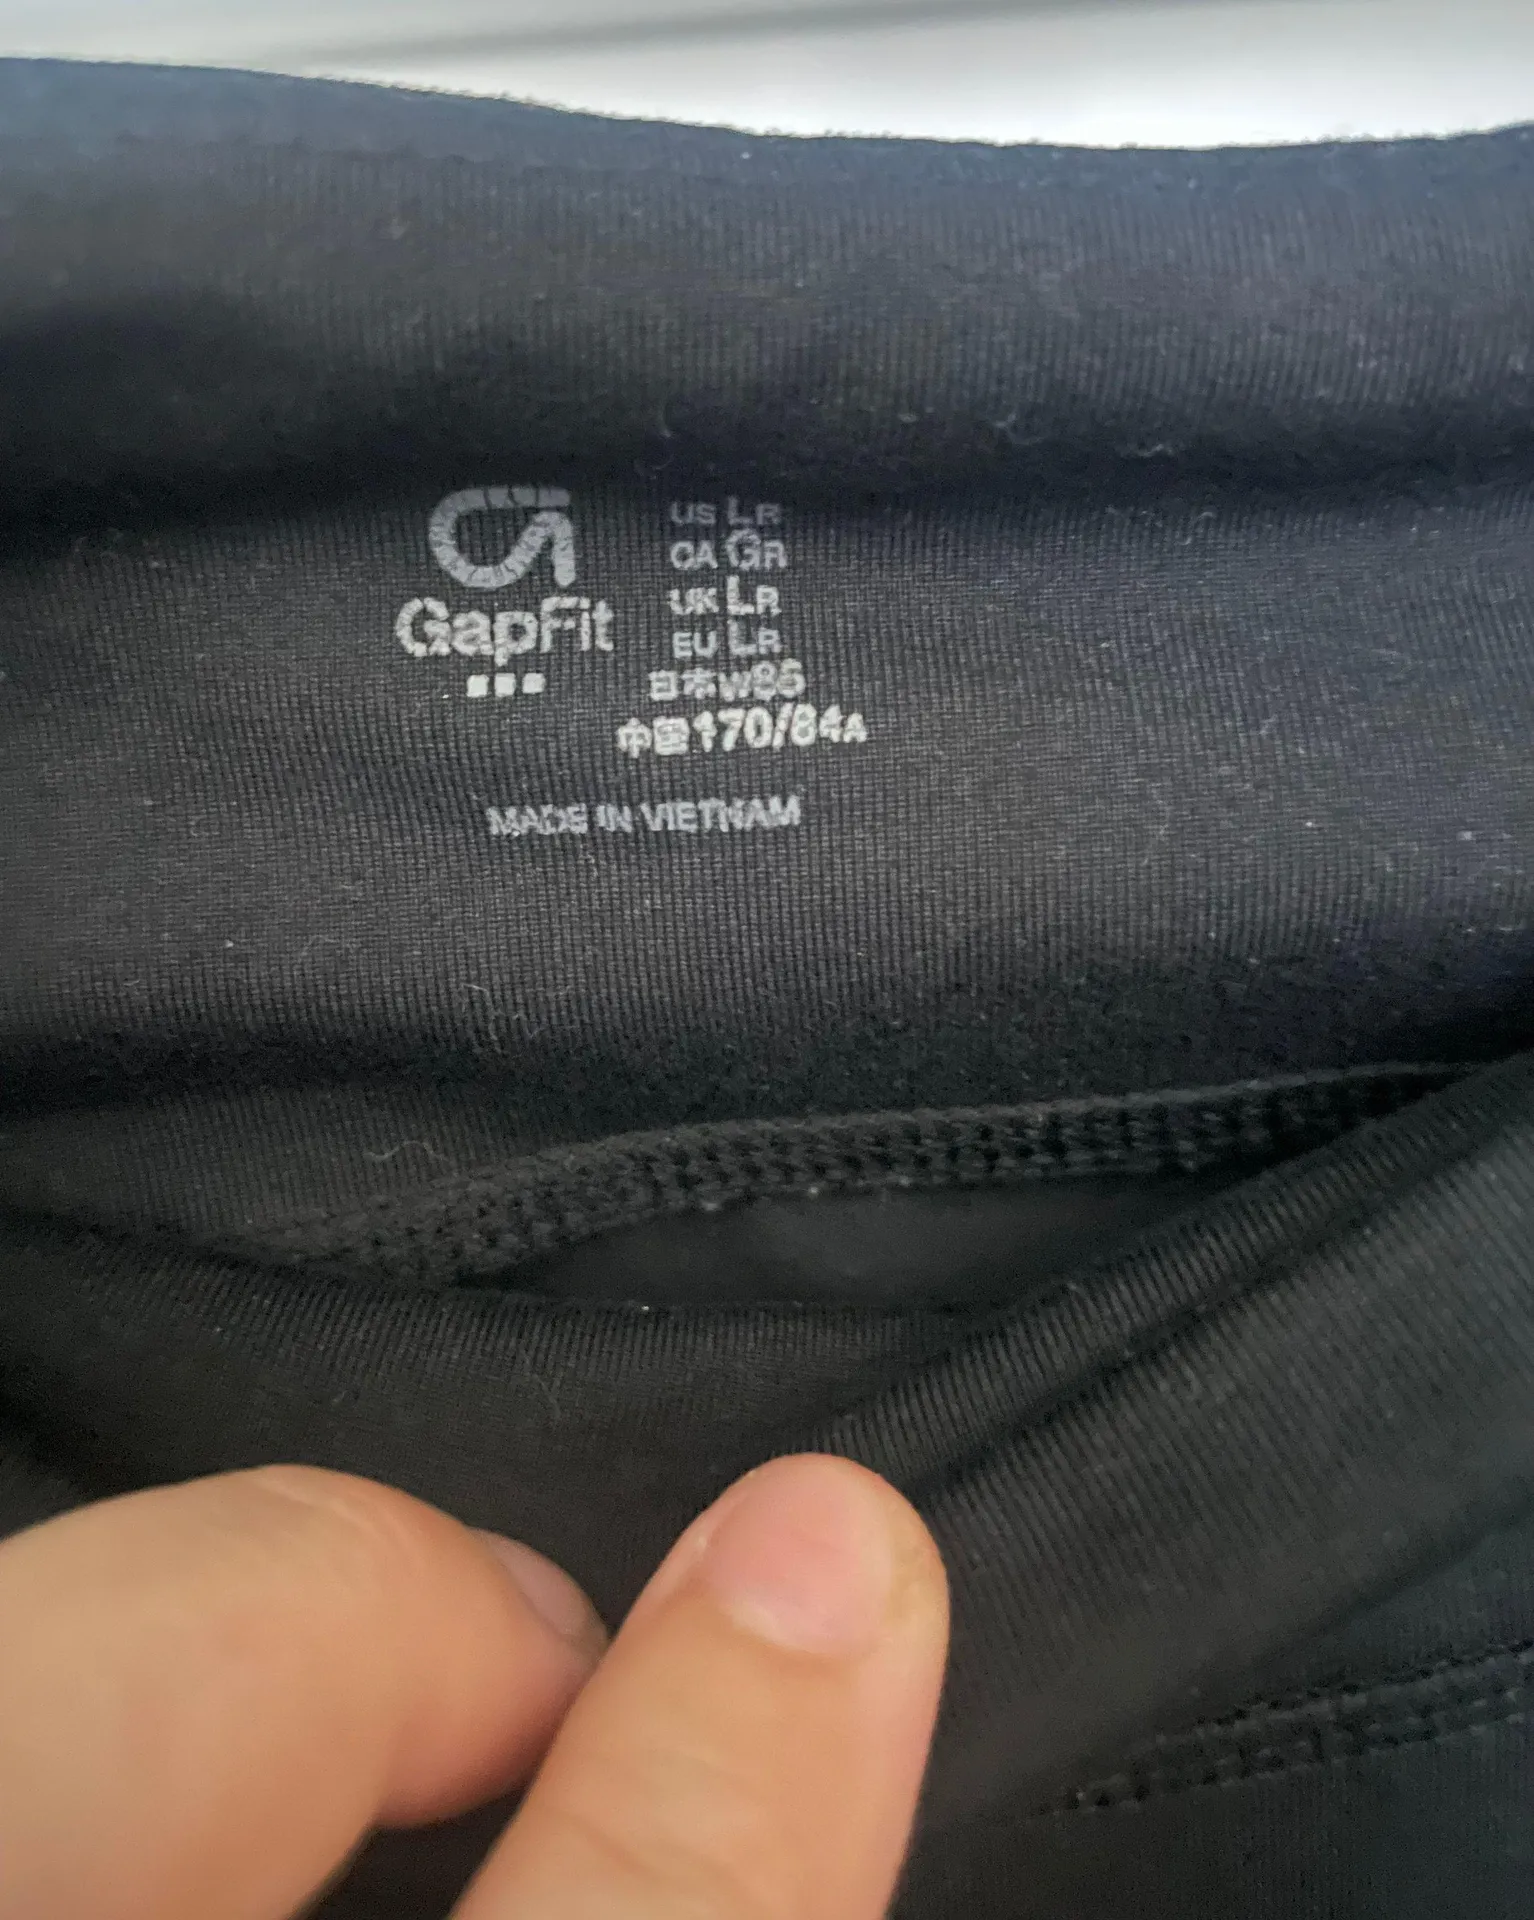 GapFit
US LR
CA GR
UK LR
EU LR
日本W86
中国170/84A
MADE IN VIETNAM